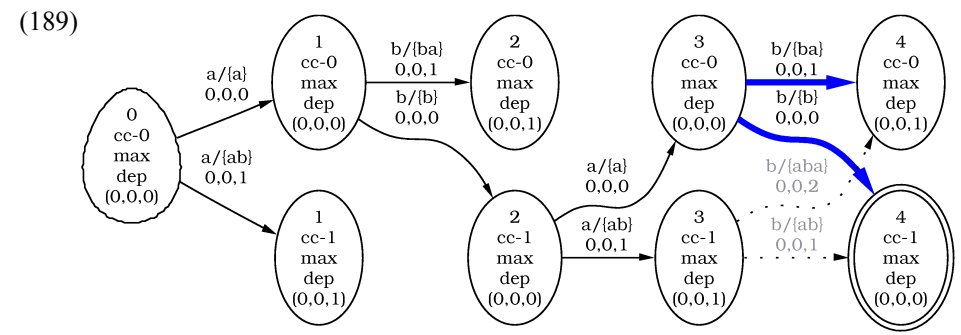 (189)
0
cc-0
max
dep
(0,0,0)
a/{a}
0,0,0
a/{ab}
0,0,1
1
cc-0
max
dep
(0,0,0)
1
cc-1
max
dep
(0,0,1)
b/{ba}
0,0,1
b/{b}
0,0,0
2
cc-0
max
dep
(0,0,1)
2
cc-1
max
dep
(0,0,0)
a/{a}
0,0,0
a/{ab}
0,0,1
3
cc-0
max
dep
(0,0,0)
3
cc-1
max
dep
(0,0,1)
b/{ba}
0,0,1
b/{b}
0,0,0
b/{aba}
0,0,2
b/{ab}
0,0,1
4
cc-0
max
dep
(0,0,1)
4
cc-1
max
dep
(0,0,0)